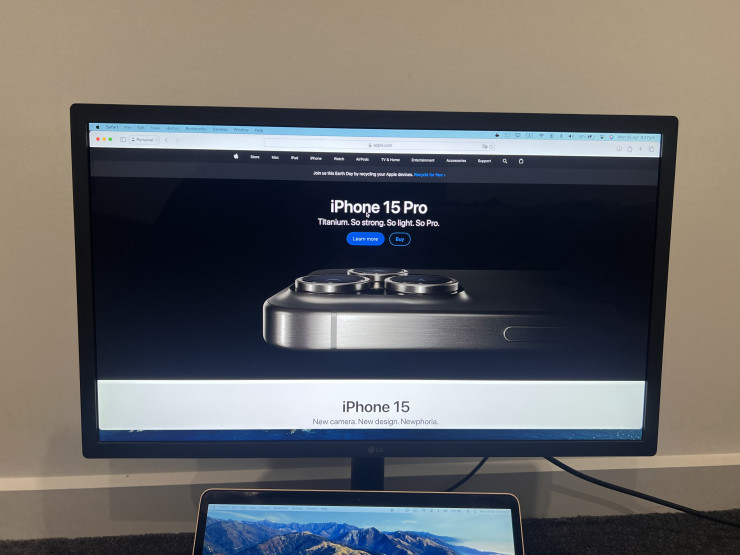 Safari File Edit View History Bookmarks Develop Window Help
Personal
apple.com
Store Mac iPad iPhone Watch AirPods TV & Home Entertainment Accessories Support
Join us this Earth Day by recycling your Apple devices. Recycle for free >
iPhone 15 Pro
Titanium. So strong. So light. So Pro.
Learn more Buy
iPhone 15
New camera. New design. Newphoria.
LG